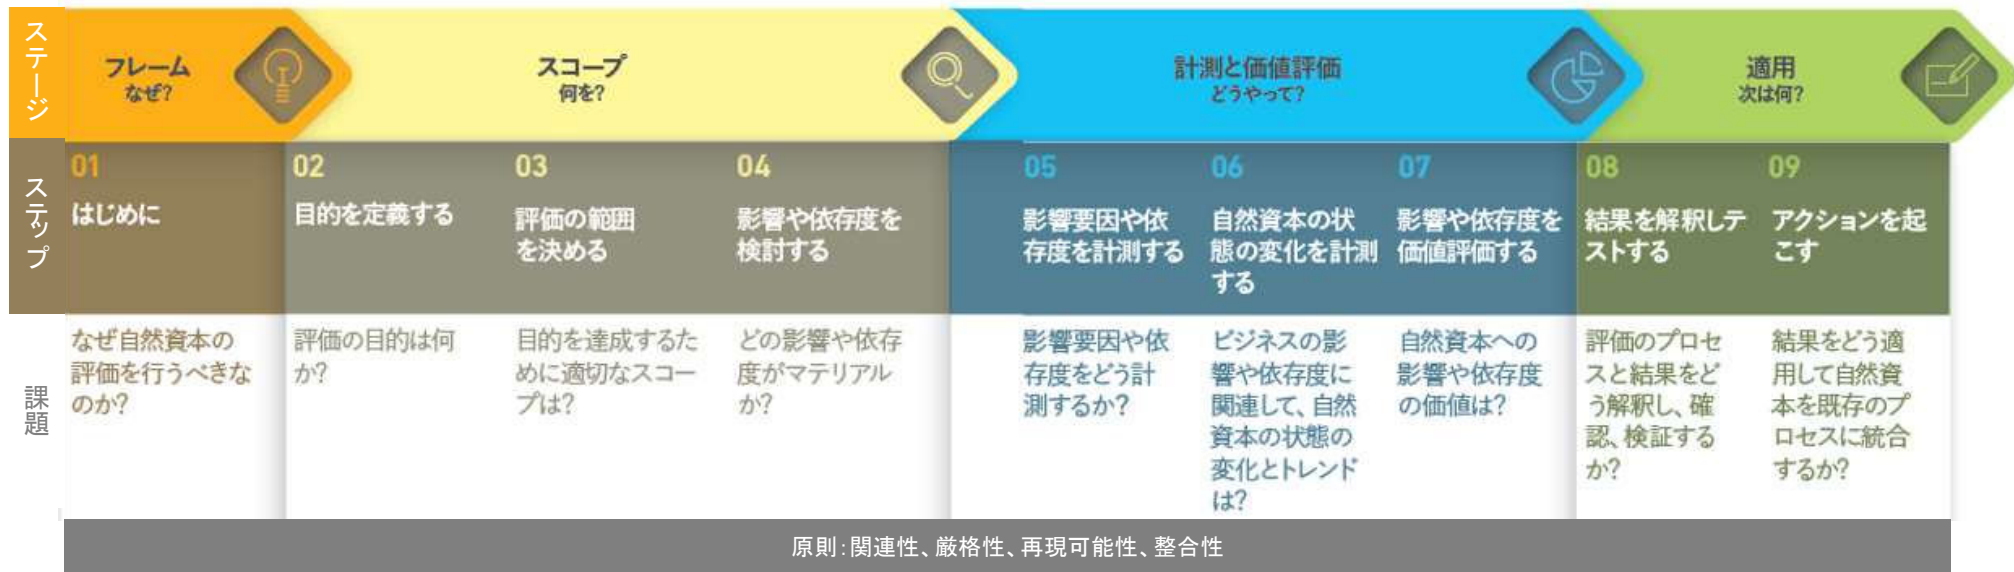 ステージ
フレーム
なぜ?
スコープ
何を?
計測と価値評価
どうやって?
適用
次は何?
ステップ
01
はじめに
02
目的を定義する
03
評価の範囲
を決める
04
影響や依存度を
検討する
05
影響要因や依
存度を計測する
06
自然資本の状
態の変化を計測
する
07
影響や依存度を
価値評価する
08
結果を解釈しテ
ストする
09
アクションを起
こす
課題
なぜ自然資本の
評価を行うべきな
のか?
評価の目的は何
か?
目的を達成するた
めに適切なスコー
プは?
どの影響や依存
度がマテリアル
か?
影響要因や依
存度をどう計
測するか?
ビジネスの影
響や依存度に
関連して、自然
資本の状態の
変化とトレンド
は?
自然資本への
影響や依存度
の価値は?
評価のプロセ
スと結果をど
う解釈し、確
認、検証する
か?
結果をどう適
用して自然資
本を既存のプ
ロセスに統合
するか?
原則:関連性、厳格性、再現可能性、整合性